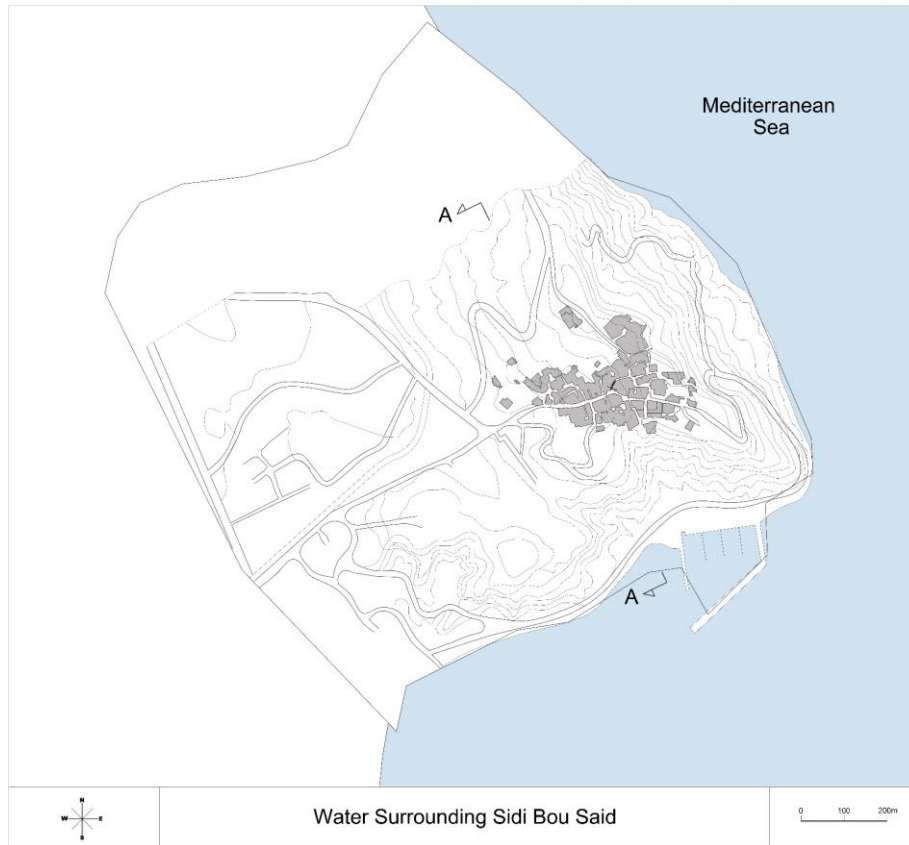 Mediterranean
Sea
A
A
N
W E
S
Water Surrounding Sidi Bou Said
0 100 200m